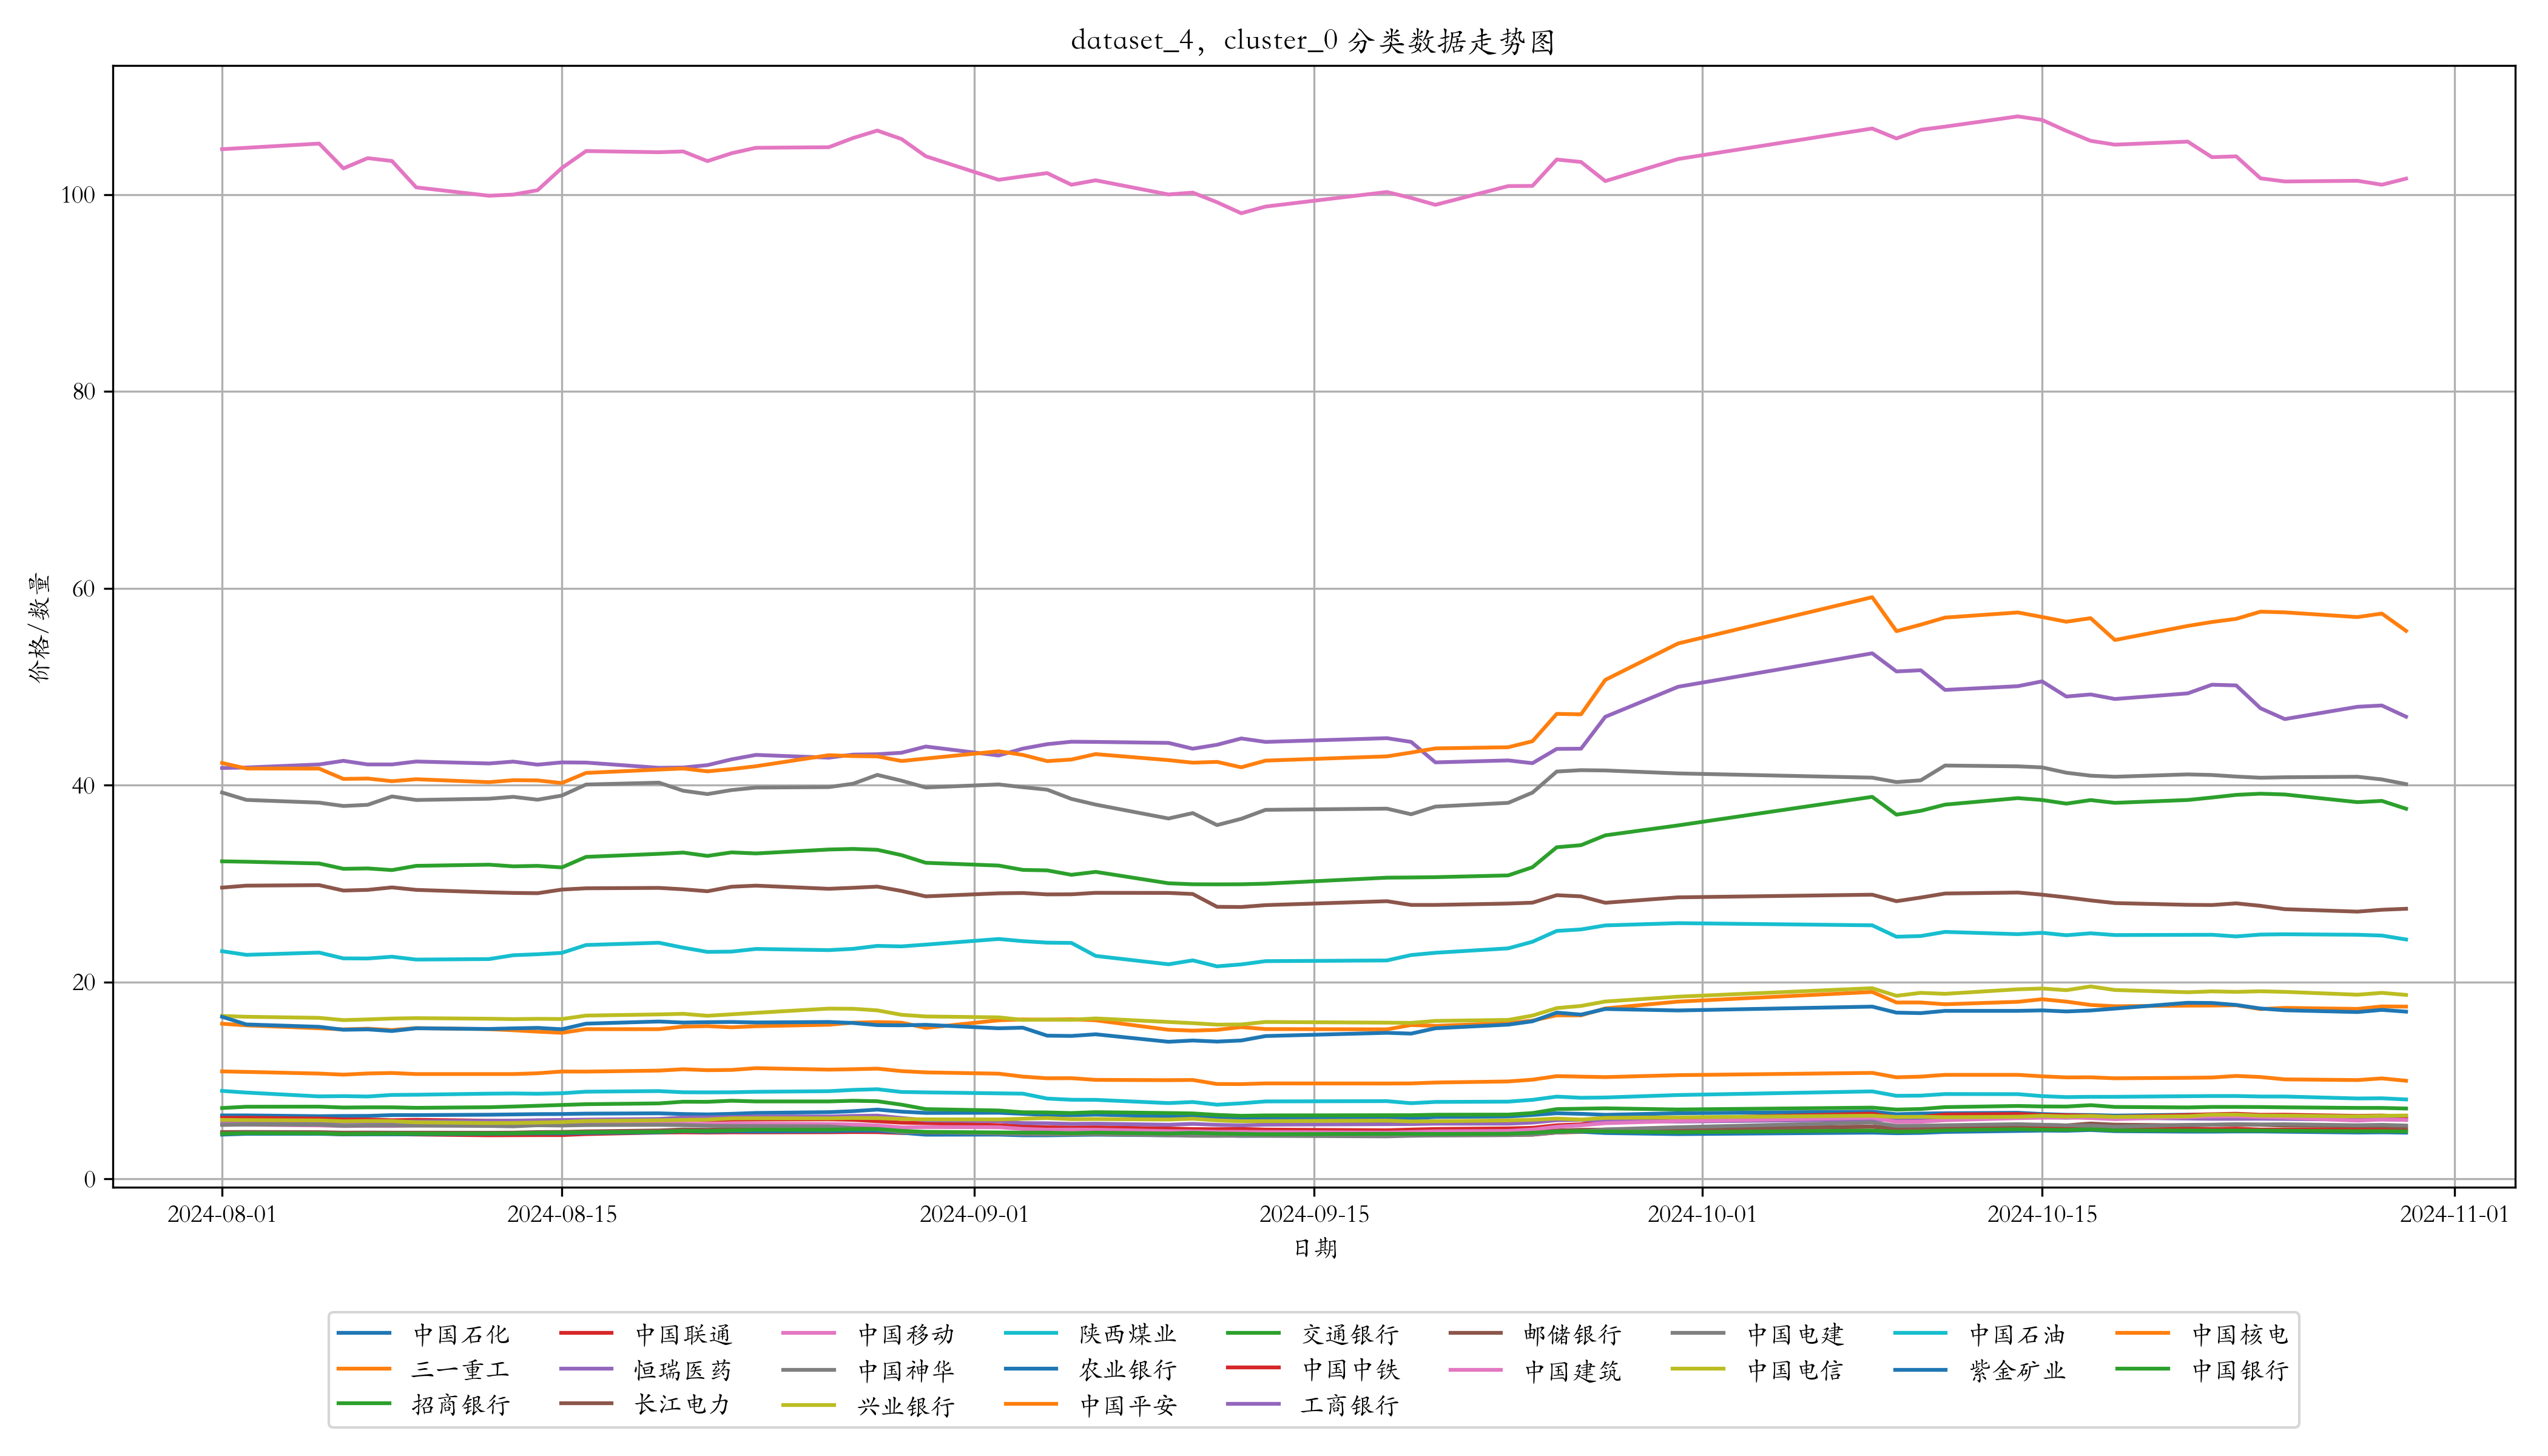 dataset_4，cluster_0 分类数据走势图
价格/数量
100
80
60
40
20
0
2024-08-01 2024-08-15 2024-09-01 2024-09-15 2024-10-01 2024-10-15 2024-11-01
日期
中国石化 中国联通 中国移动 陕西煤业 交通银行 邮储银行 中国电建 中国石油 中国核电
三一重工 恒瑞医药 中国神华 农业银行 中国中铁 中国建筑 中国电信 紫金矿业 中国银行
招商银行 长江电力 兴业银行 中国平安 工商银行